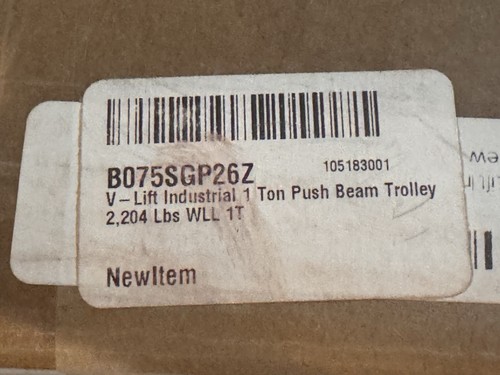 B075SGP26Z 105183001
V-Lift Industrial 1 Ton Push Beam Trolley
2,204 Lbs WLL 1T
NewItem